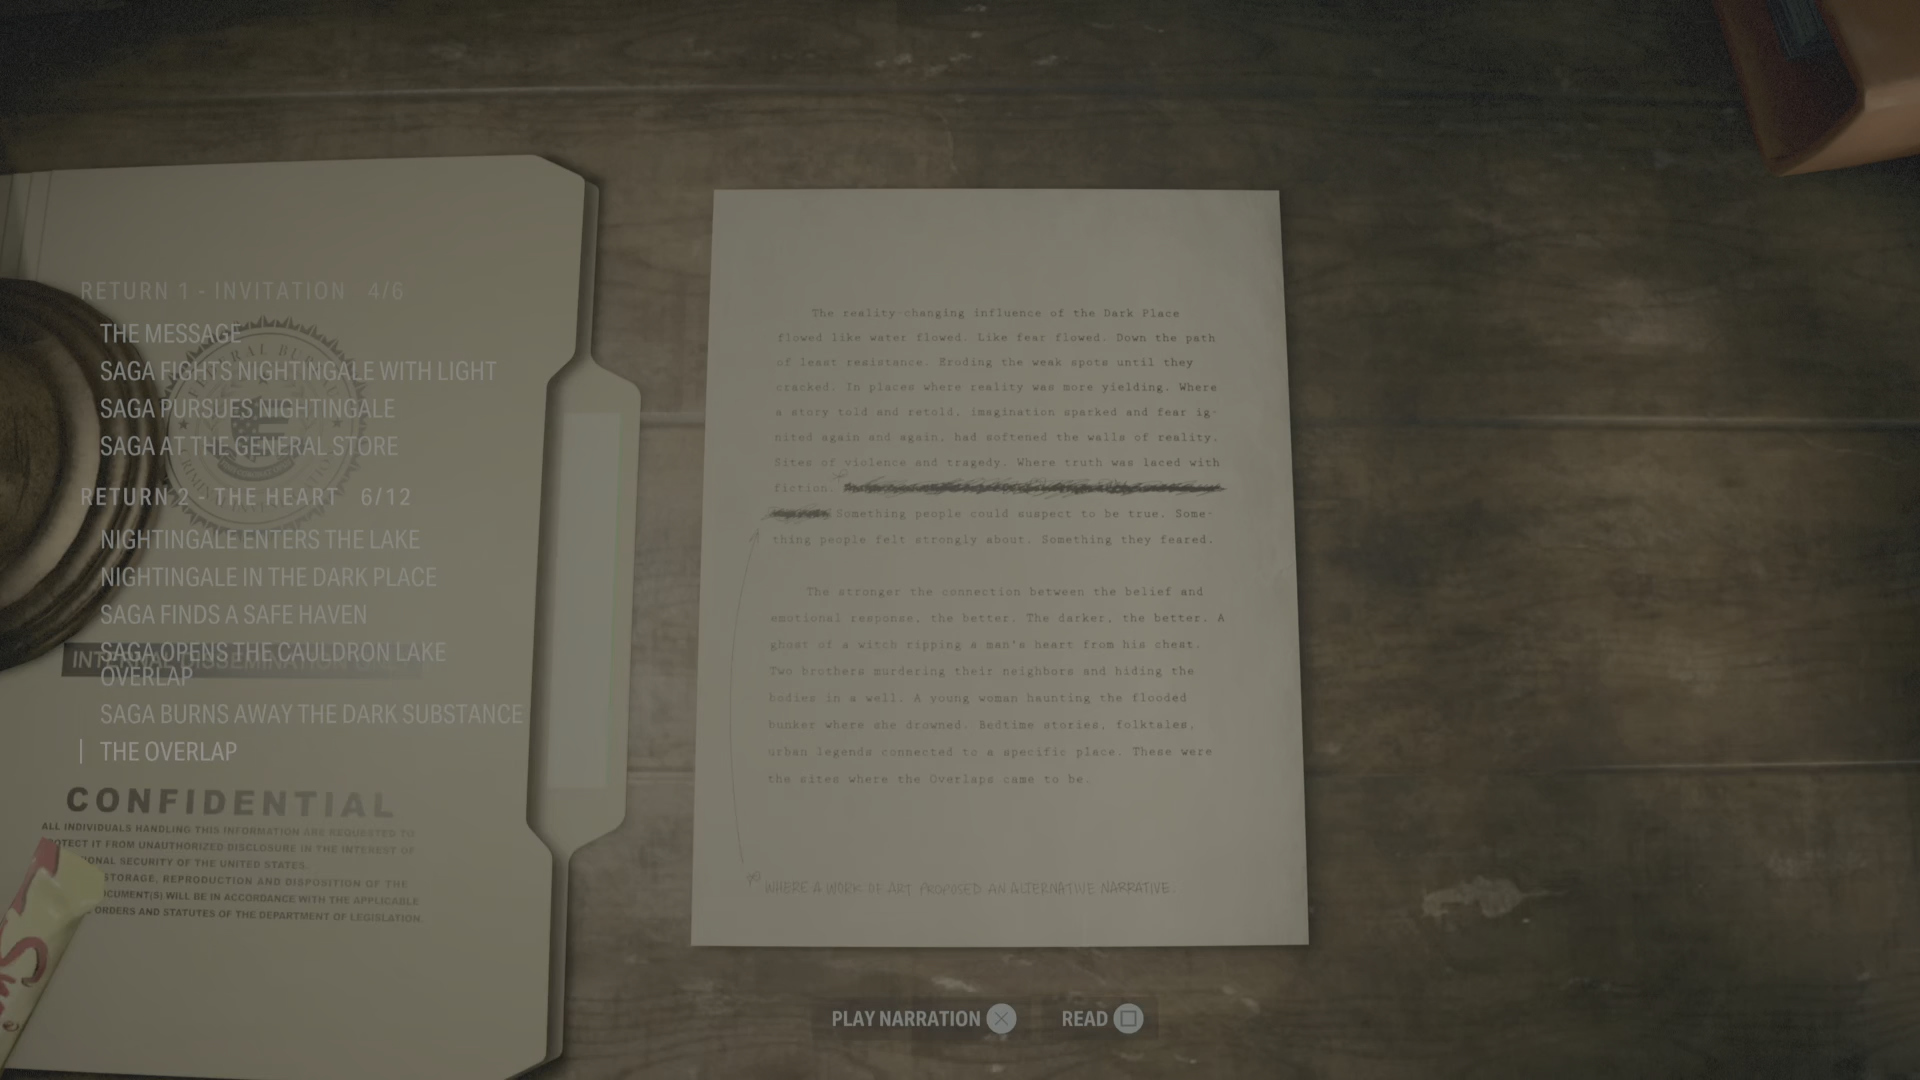 RETURN 1 - INVITATION 4/6
THE MESSAGE
SAGA FIGHTS NIGHTINGALE WITH LIGHT
SAGA PURSUES NIGHTINGALE
SAGA AT THE GENERAL STORE
RETURN 2 - THE HEART 6/12
NIGHTINGALE ENTERS THE LAKE
NIGHTINGALE IN THE DARK PLACE
SAGA FINDS A SAFE HAVEN
SAGA OPENS THE CAULDRON LAKE
OVERLAP
SAGA BURNS AWAY THE DARK SUBSTANCE
THE OVERLAP
INTERNAL DISSEMINATION
CONFIDENTIAL
ALL INDIVIDUALS HANDLING THIS INFORMATION ARE REQUESTED TO
IT FROM UNAUTHORIZED DISCLOSURE IN THE INTEREST OF
SECURITY OF THE UNITED STATES.
STORAGE, REPRODUCTION AND DISPOSITION OF THE
WILL BE IN ACCORDANCE WITH THE APPLICABLE
ORDERS AND STATUTES OF THE DEPARTMENT OF LEGISLATION.
The reality-changing influence of the Dark Place
flowed like water flowed. Like fear flowed. Down the path
of least resistance. Eroding the weak spots until they
cracked. In places where reality was more yielding. Where
a story told and retold, imagination sparked and fear ig-
nited again and again, had softened the walls of reality.
Sites of violence and tragedy. Where truth was laced with
fiction.
Something people could suspect to be true. Some-
thing people felt strongly about. Something they feared.
The stronger the connection between the belief and
emotional response, the better. The darker, the better. A
ghost of a witch ripping a man's heart from his chest.
Two brothers murdering their neighbors and hiding the
bodies in a well. A young woman haunting the flooded
bunker where she drowned. Bedtime stories, folktales,
urban legends connected to a specific place. These were
the sites where the Overlaps came to be.
WHERE A WORK OF ART PROPOSED AN ALTERNATIVE NARRATIVE.
PLAY NARRATION
READ